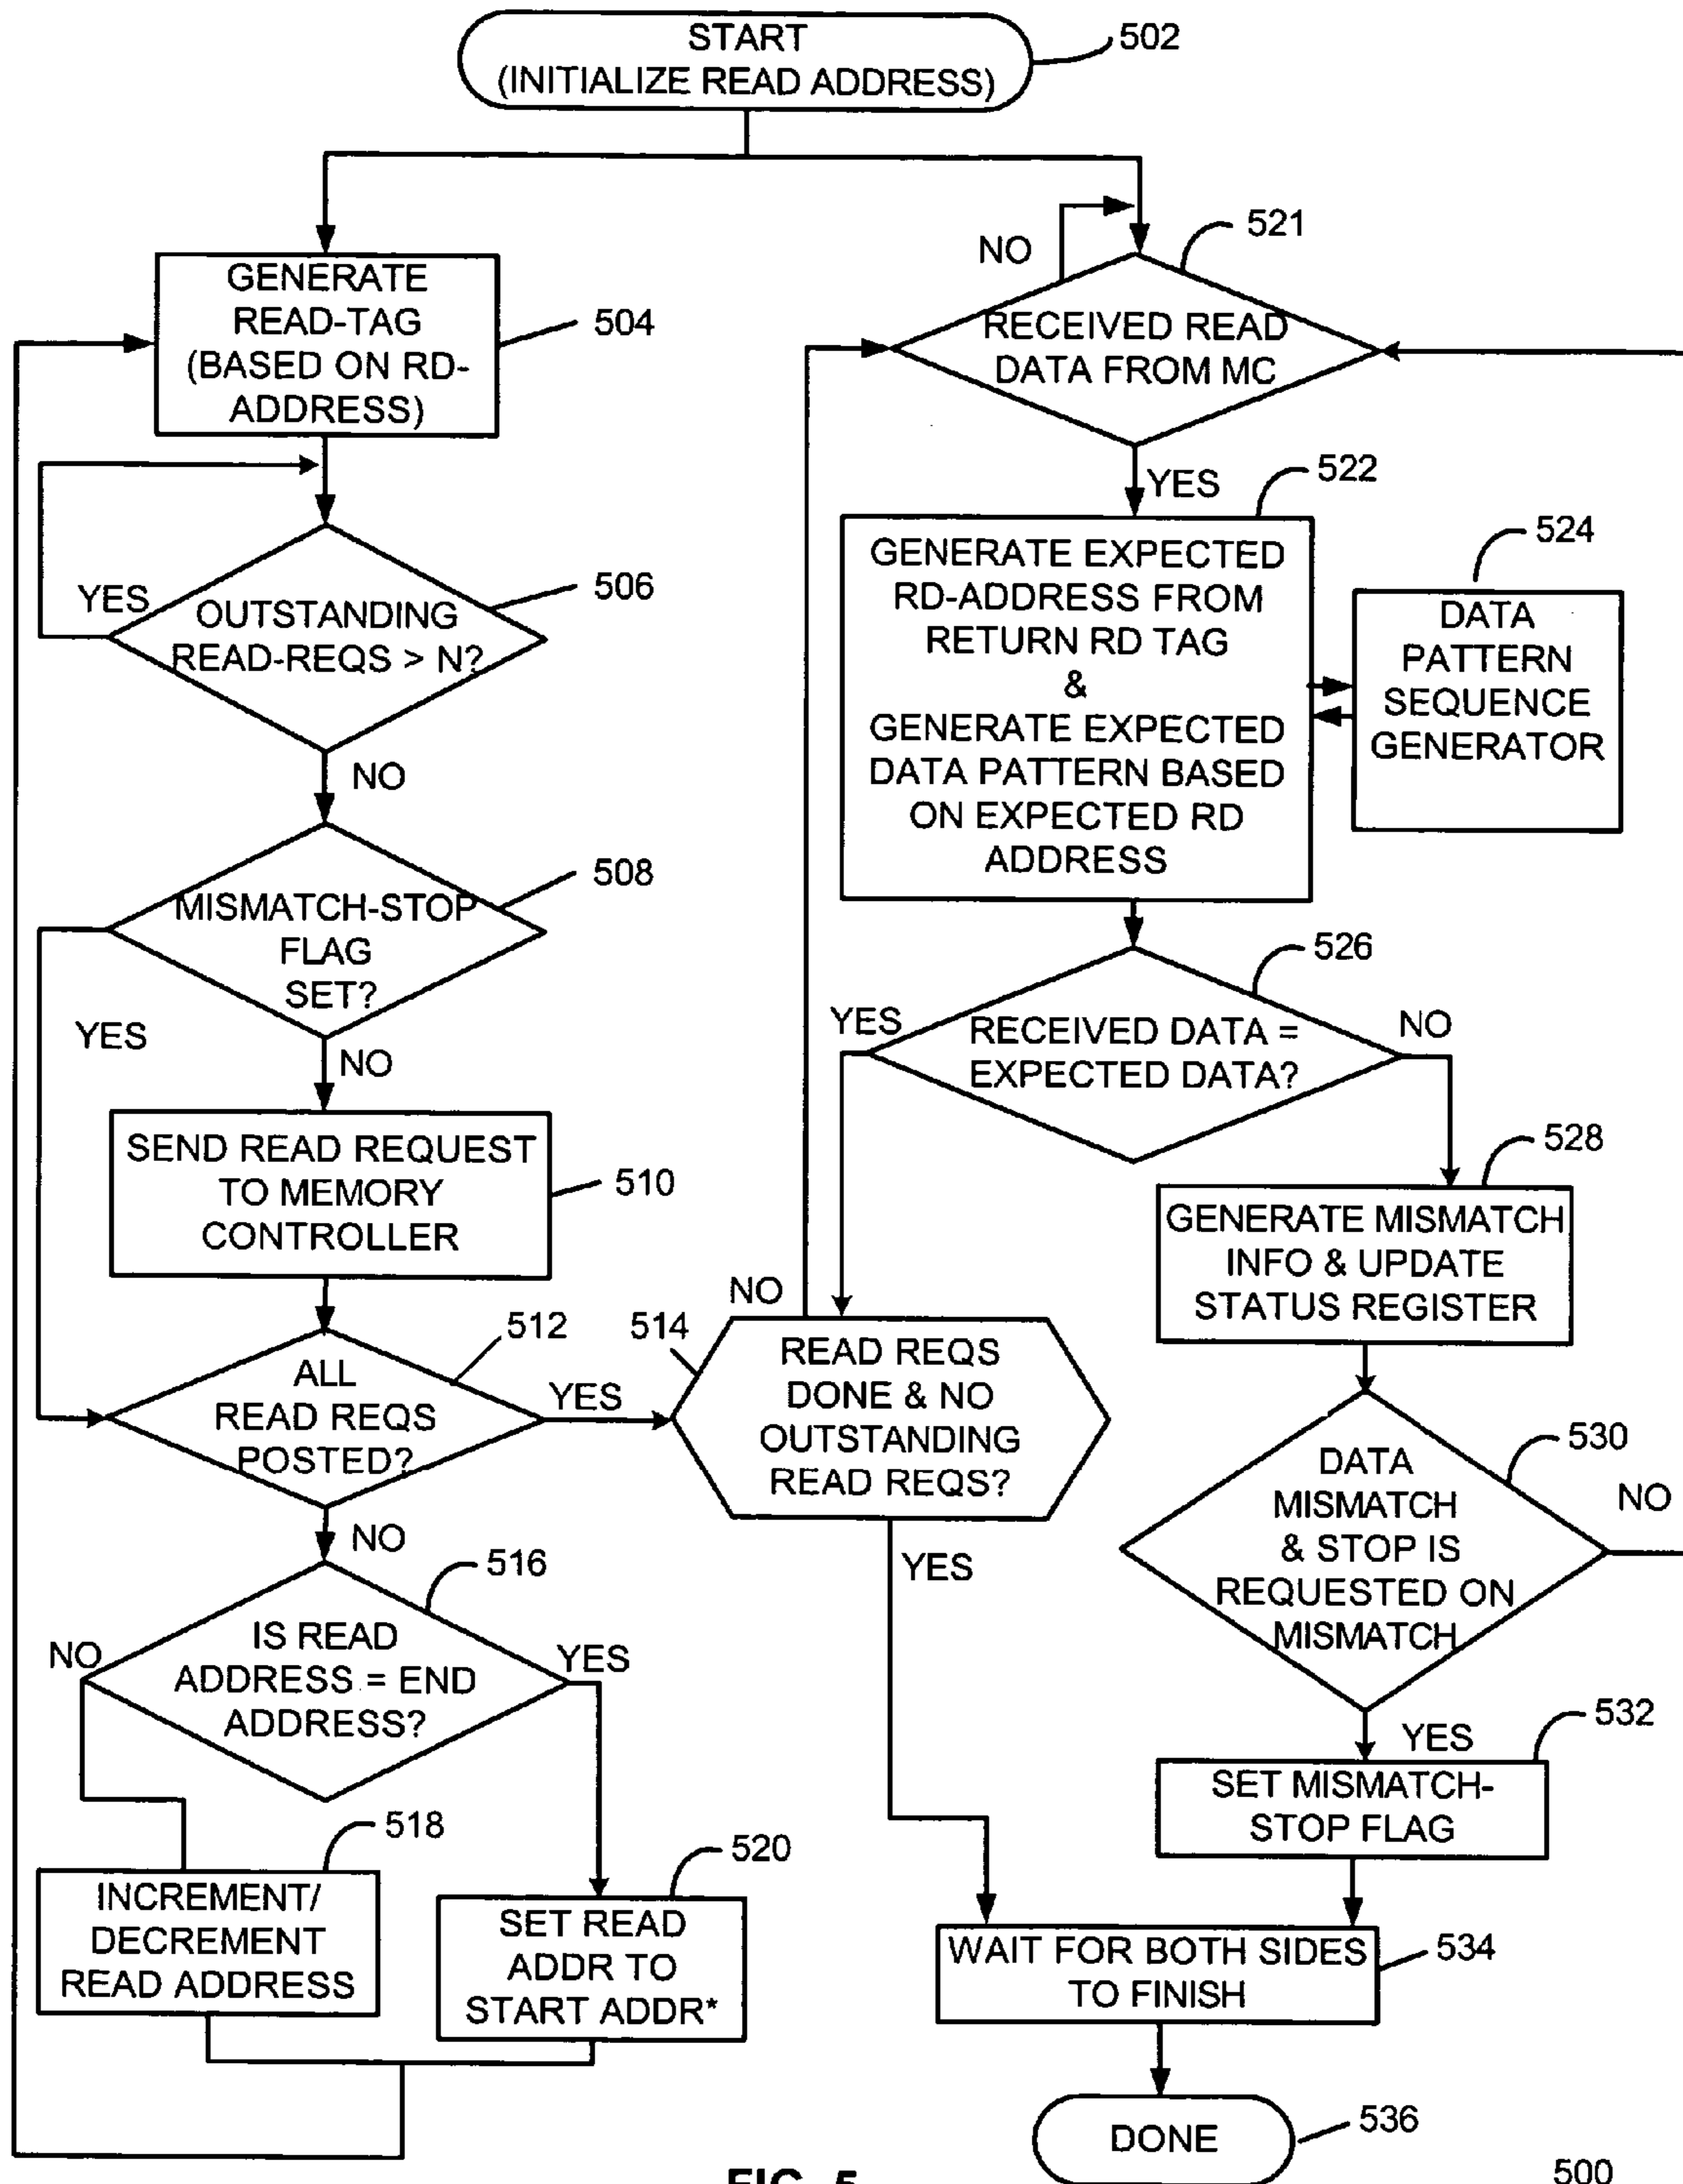 START
(INITIALIZE READ ADDRESS)
502
GENERATE
READ-TAG
(BASED ON RD-
ADDRESS)
504
YES
OUTSTANDING
READ-REQS > N?
506
NO
MISMATCH-STOP
FLAG
SET?
508
YES
NO
SEND READ REQUEST
TO MEMORY
CONTROLLER
510
ALL
READ REQS
POSTED?
512
YES
NO
IS READ
ADDRESS = END
ADDRESS?
516
NO
YES
INCREMENT/
DECREMENT
READ ADDRESS
518
SET READ
ADDR TO
START ADDR*
520
NO
RECEIVED READ
DATA FROM MC
521
YES
GENERATE EXPECTED
RD-ADDRESS FROM
RETURN RD TAG
&
GENERATE EXPECTED
DATA PATTERN BASED
ON EXPECTED RD
ADDRESS
522
DATA
PATTERN
SEQUENCE
GENERATOR
524
YES
RECEIVED DATA =
EXPECTED DATA?
526
NO
NO
514
READ REQS
DONE & NO
OUTSTANDING
READ REQS?
YES
GENERATE MISMATCH
INFO & UPDATE
STATUS REGISTER
528
DATA
MISMATCH
& STOP IS
REQUESTED ON
MISMATCH
530
NO
YES
SET MISMATCH-
STOP FLAG
532
WAIT FOR BOTH SIDES
TO FINISH
534
DONE
536
FIG. 5
500